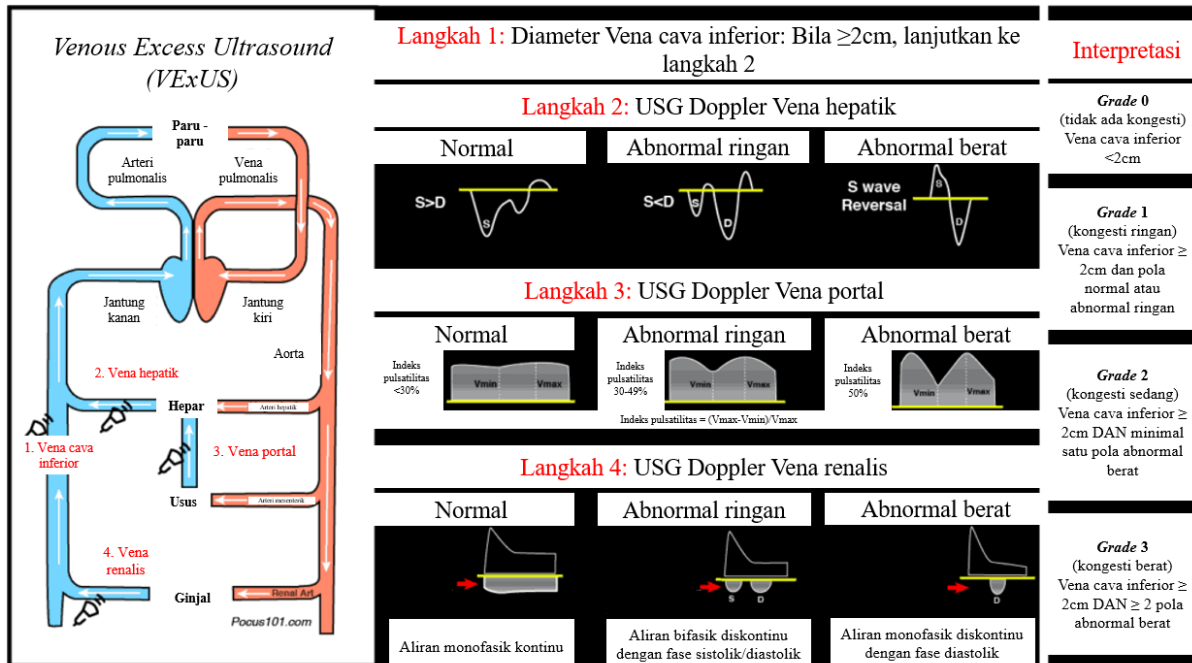 Venous Excess Ultrasound
(VExUS)
Paru -
paru
Arteri
pulmonalis
Vena
pulmonalis
Jantung
kanan
Jantung
kiri
Aorta
2. Vena hepatik
Hepar
Arteri hepatik
1. Vena cava
inferior
3. Vena portal
Usus
Arteri mesenterik
4. Vena
renalis
Ginjal
Renal Art
Pocus101.com
Langkah 1: Diameter Vena cava inferior: Bila ≥2cm, lanjutkan ke
langkah 2
Langkah 2: USG Doppler Vena hepatik
Normal
Abnormal ringan
Abnormal berat
S>D
S
S<D
S
D
S wave
Reversal
S
D
Langkah 3: USG Doppler Vena portal
Normal
Abnormal ringan
Abnormal berat
Indeks
pulsatilitas
<30%
Vmin
Vmax
Indeks
pulsatilitas
30-49%
Vmin
Vmax
Indeks
pulsatilitas
50%
Vmin
Vmax
Indeks pulsatilitas = (Vmax-Vmin)/Vmax
Langkah 4: USG Doppler Vena renalis
Normal
Abnormal ringan
Abnormal berat
S
D
D
Aliran monofasik kontinu
Aliran bifasik diskontinu
dengan fase sistolik/diastolik
Aliran monofasik diskontinu
dengan fase diastolik
Interpretasi
Grade 0
(tidak ada kongesti)
Vena cava inferior
<2cm
Grade 1
(kongesti ringan)
Vena cava inferior ≥
2cm dan pola
normal atau
abnormal ringan
Grade 2
(kongesti sedang)
Vena cava inferior ≥
2cm DAN minimal
satu pola abnormal
berat
Grade 3
(kongesti berat)
Vena cava inferior ≥
2cm DAN ≥ 2 pola
abnormal berat